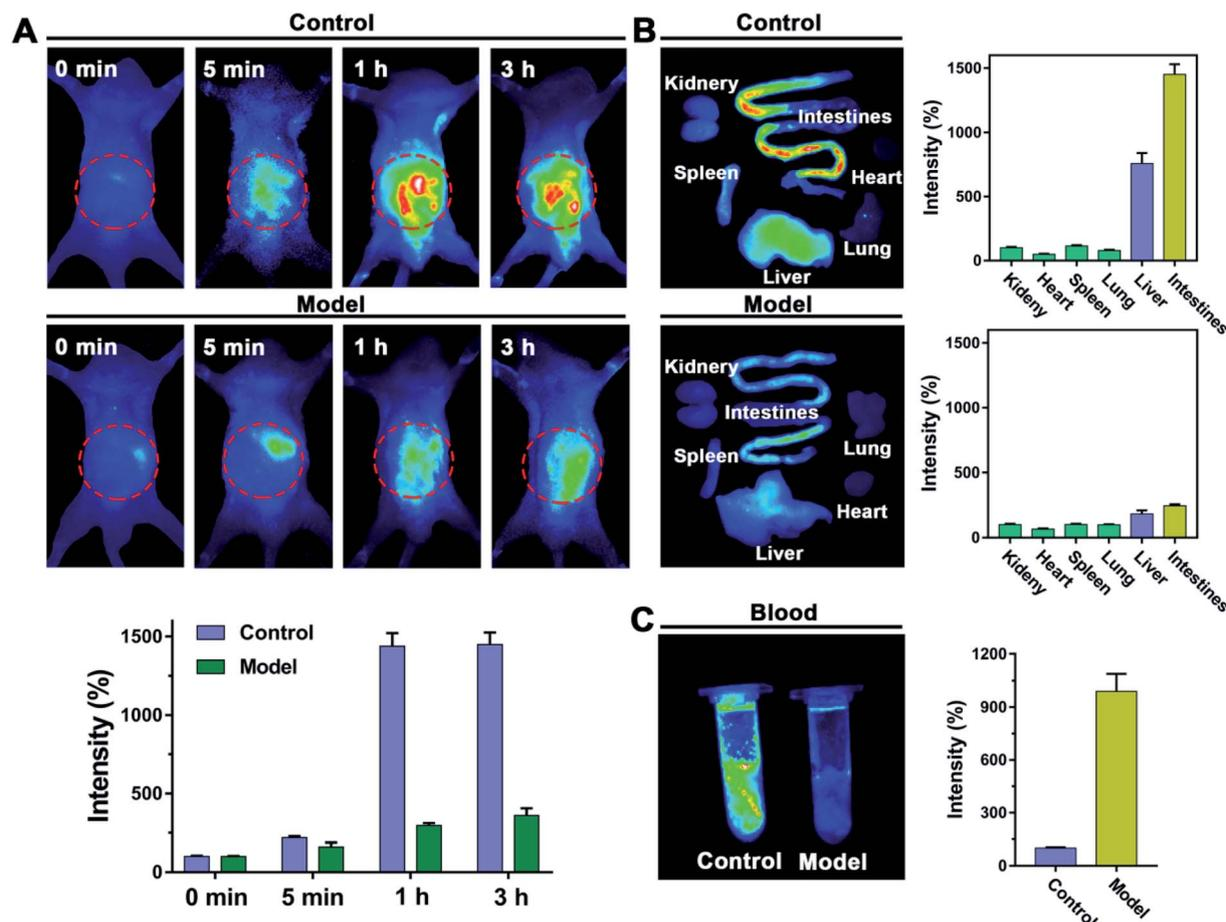 A
Control
0 min
5 min
1 h
3 h
Model
0 min
5 min
1 h
3 h
Intensity (%)
1500
1000
500
0
Control
Model
0 min
5 min
1 h
3 h
B
Control
Kidnery
Intestines
Spleen
Heart
Lung
Liver
Intensity (%)
1500
1000
500
0
Kideny
Heart
Spleen
Lung
Liver
Intestines
Model
Kidnery
Intestines
Lung
Spleen
Heart
Liver
Intensity (%)
1500
1000
500
0
Kideny
Heart
Spleen
Lung
Liver
Intestines
C
Blood
Control Model
Intensity (%)
1200
900
600
300
0
Control
Model